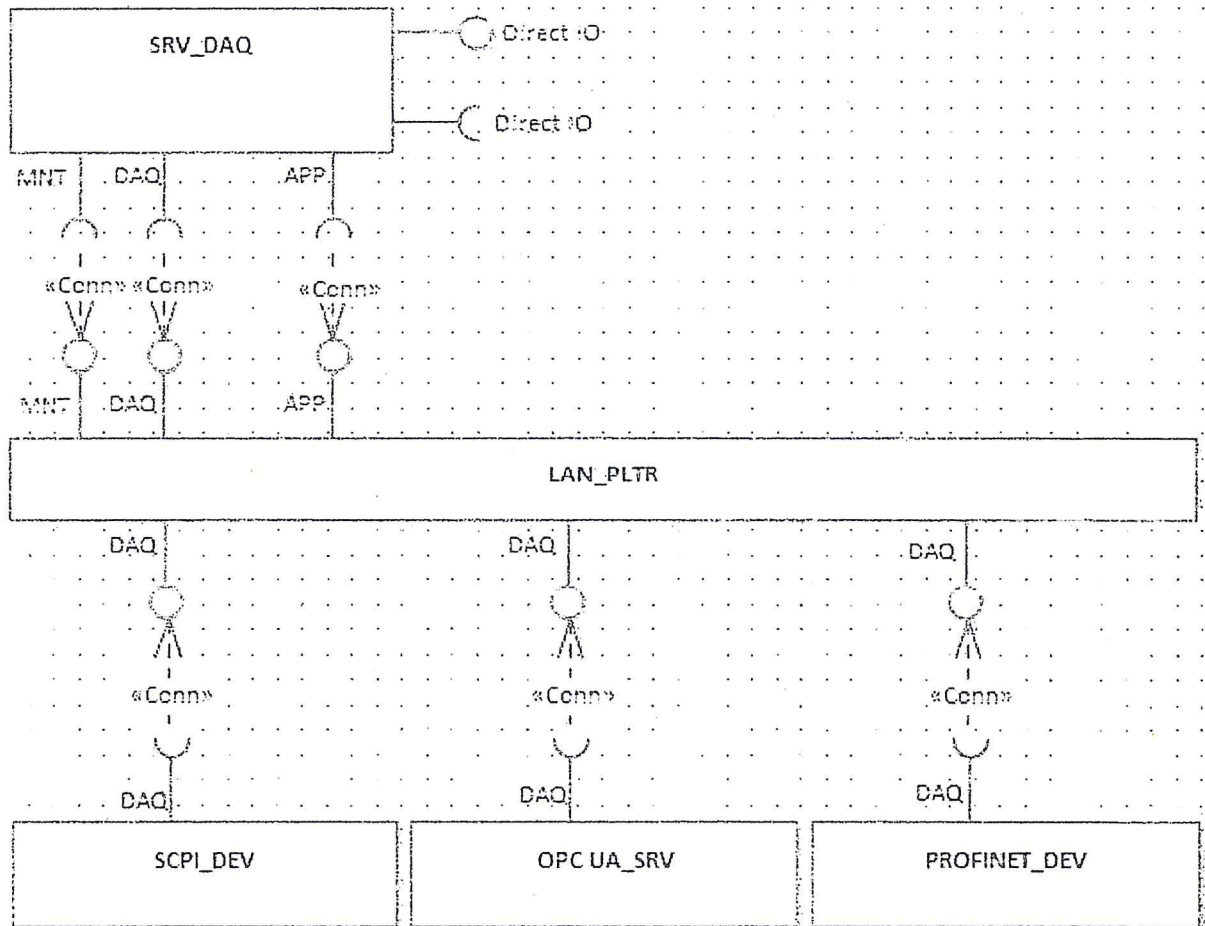 SRV_DAQ
Direct IO
Direct IO
MNT DAQ APP
«Conn» «Conn» «Conn»
MNT DAQ APP
LAN_PLTR
DAQ DAQ DAQ
«Conn» «Conn» «Conn»
DAQ DAQ DAQ
SCPI_DEV OPC UA_SRV PROFINET_DEV